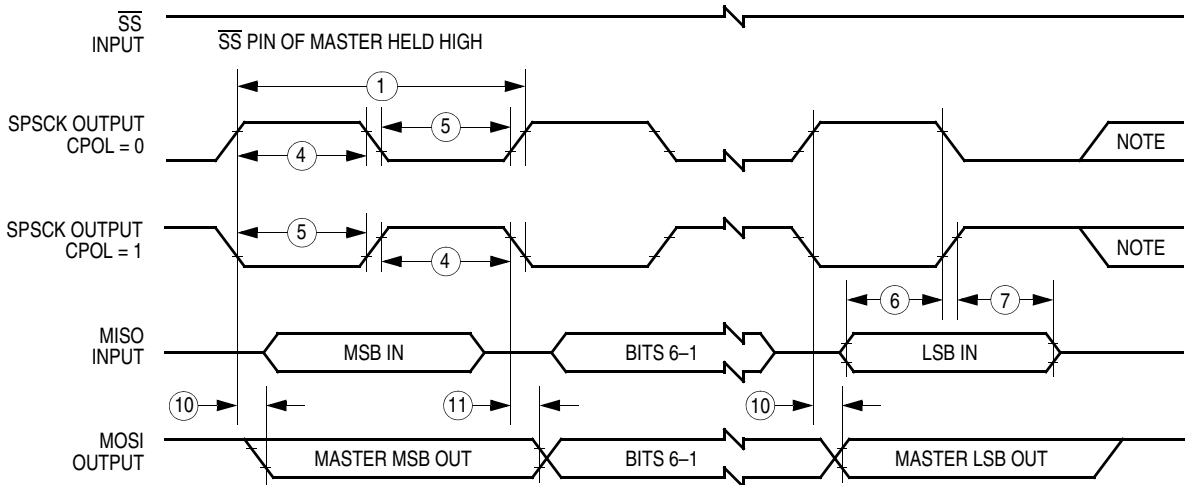 SS
INPUT
SS PIN OF MASTER HELD HIGH
1
SPSCK OUTPUT
CPOL = 0
5
4
NOTE
SPSCK OUTPUT
CPOL = 1
5
4
NOTE
6
7
MISO
INPUT
MSB IN
BITS 6–1
LSB IN
10
11
10
MOSI
OUTPUT
MASTER MSB OUT
BITS 6–1
MASTER LSB OUT